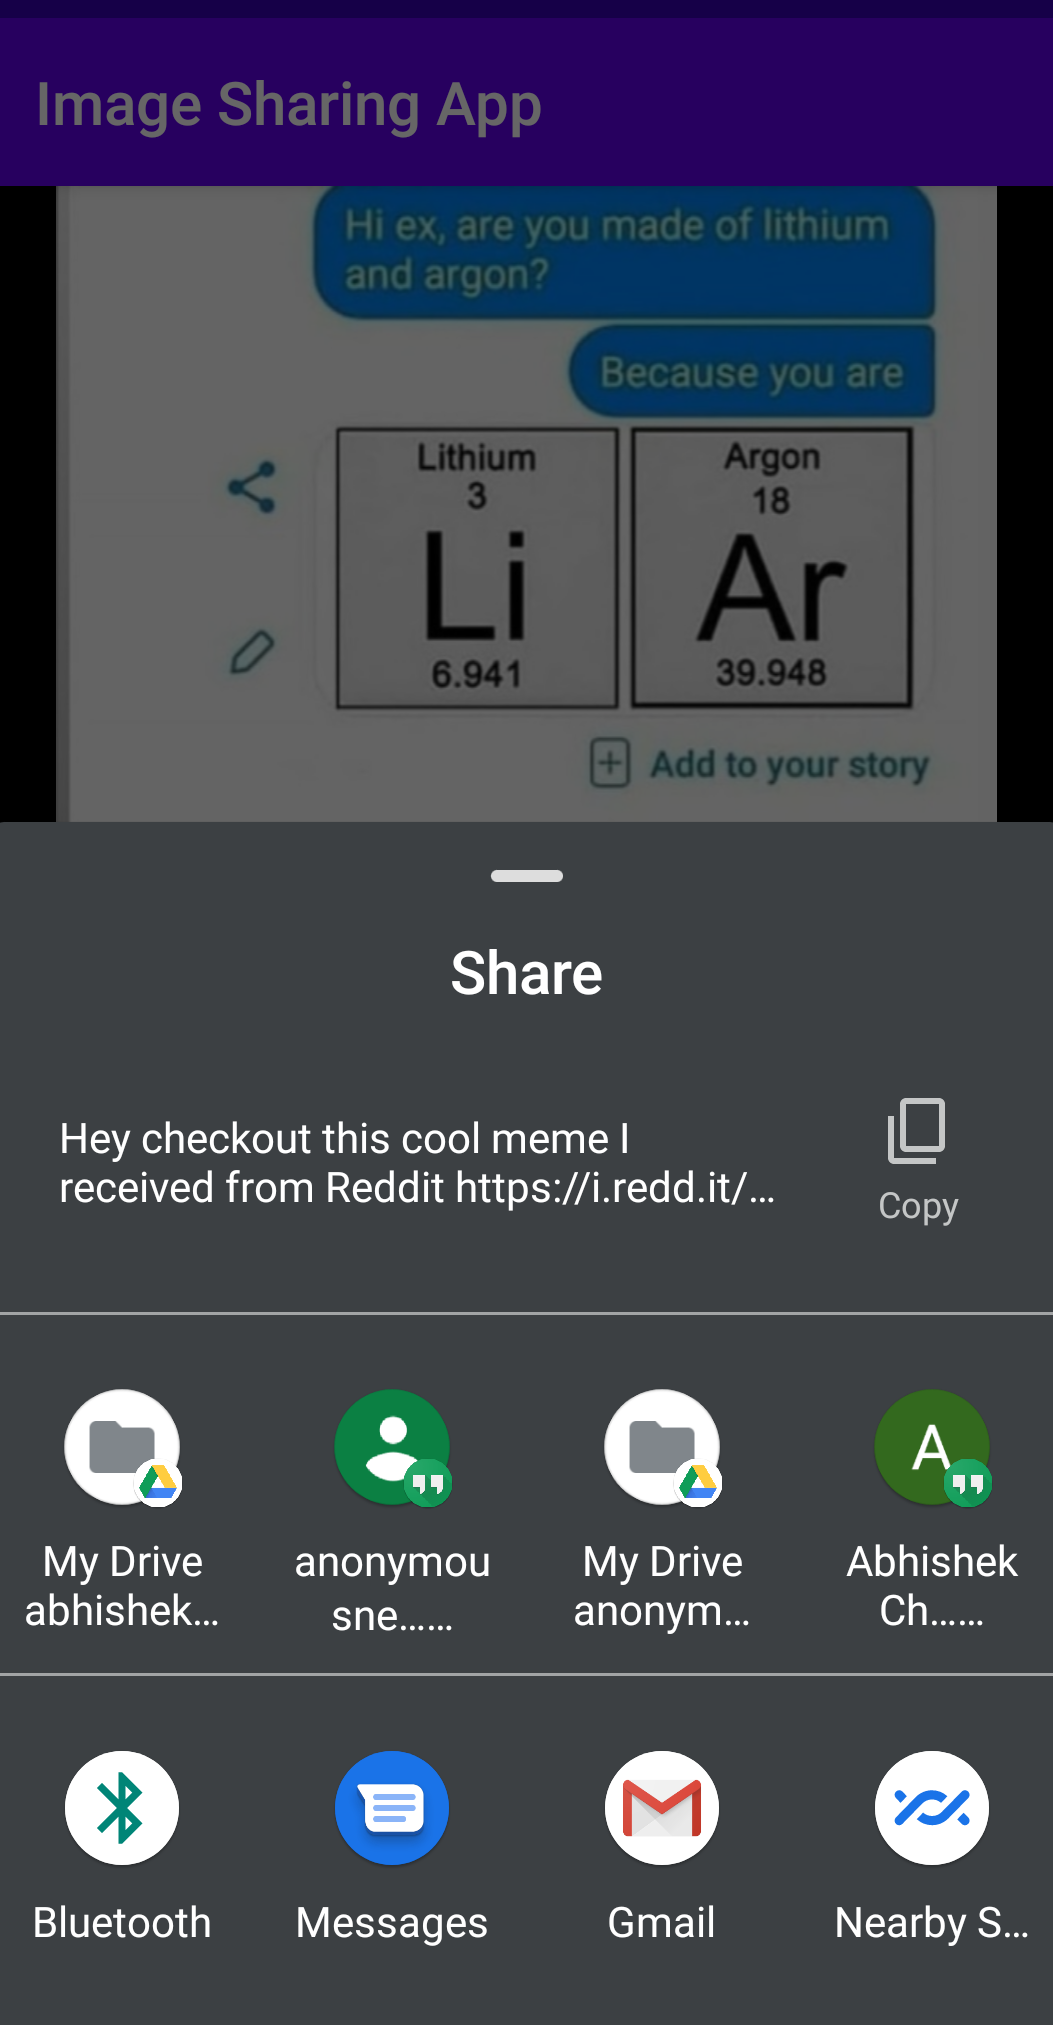 Image Sharing App
Hi ex, are you made of lithium
and argon?
Because you are
Lithium
3
Li
6.941
Argon
18
Ar
39.948
Add to your story
Share
Hey checkout this cool meme I
received from Reddit https://i.redd.it/...
Copy
My Drive
abhishek...
anonymou
sne......
My Drive
anonym...
Abhishek
Ch......
Bluetooth
Messages
Gmail
Nearby S...